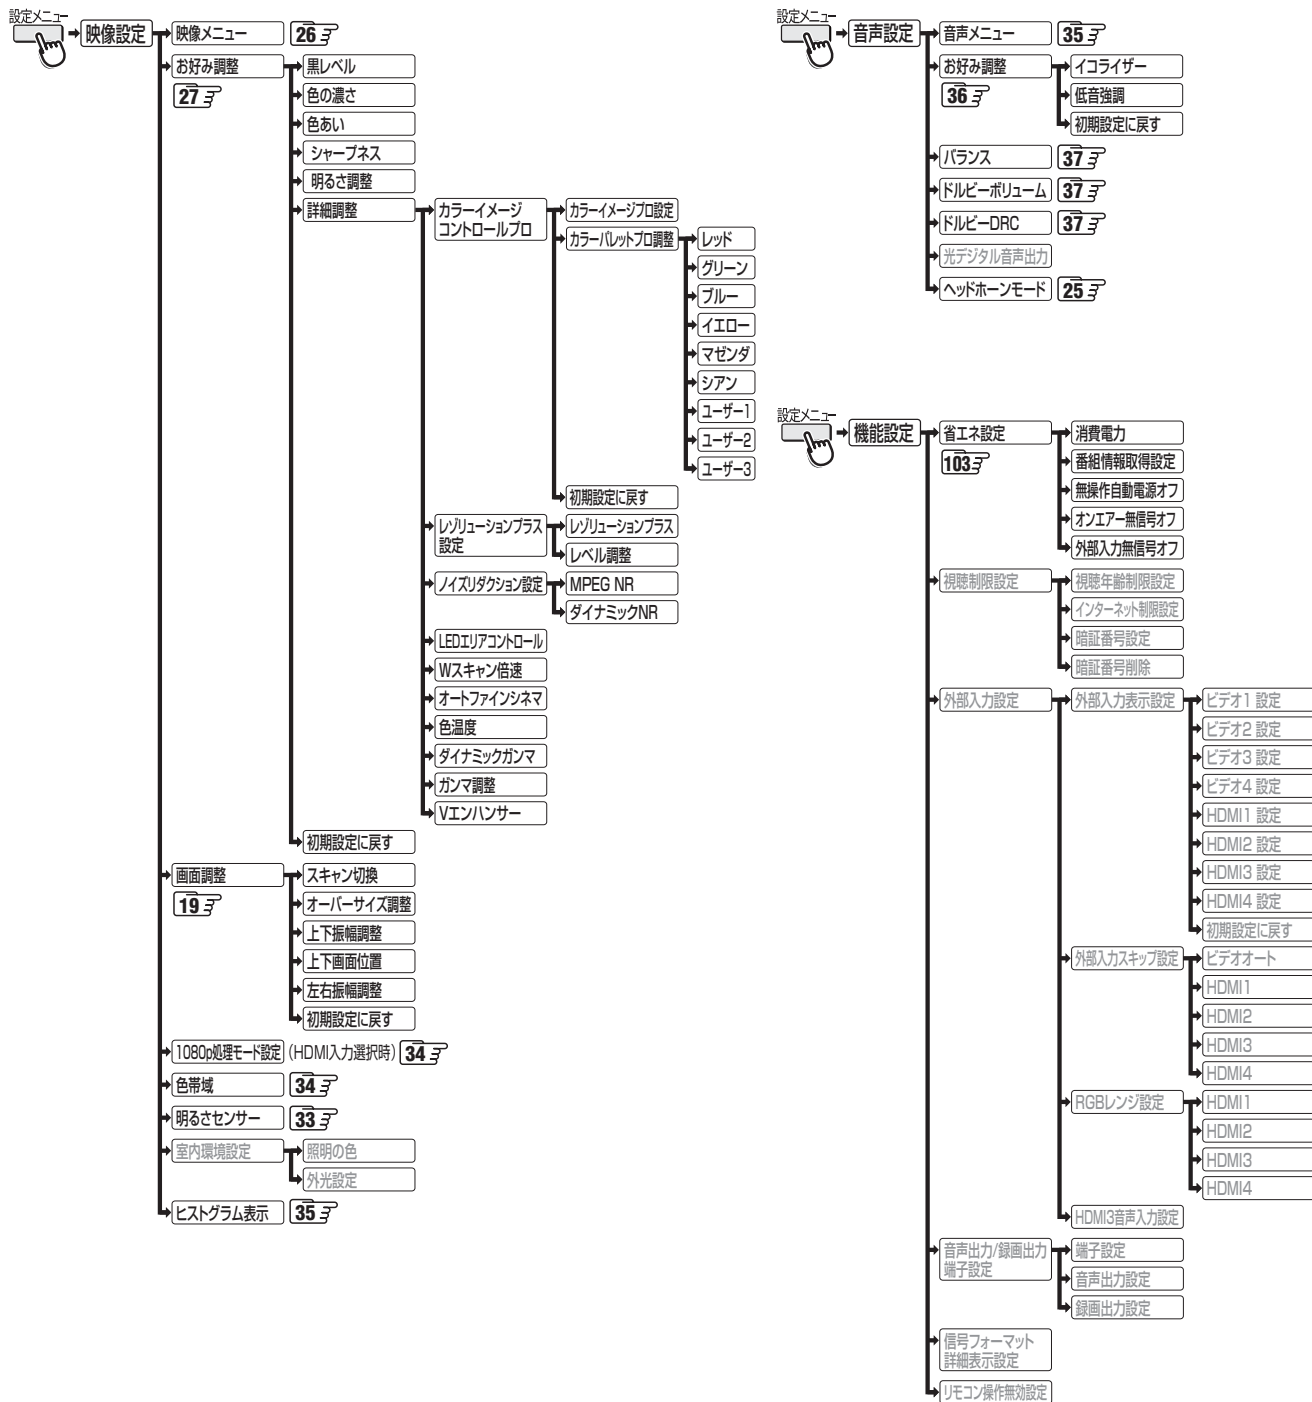 設定メニュー
映像設定
映像メニュー 26
お好み調整
27
黒レベル
色の濃さ
色あい
シャープネス
明るさ調整
詳細調整
カラーイメージ
コントロールプロ
カラーイメージプロ設定
カラーパレットプロ調整
レッド
グリーン
ブルー
イエロー
マゼンダ
シアン
ユーザー1
ユーザー2
ユーザー3
初期設定に戻す
レゾリューションプラス
設定
レゾリューションプラス
レベル調整
ノイズリダクション設定
MPEG NR
ダイナミックNR
LEDエリアコントロール
Wスキャン倍速
オートファインシネマ
色温度
ダイナミックガンマ
ガンマ調整
Vエンハンサー
初期設定に戻す
画面調整
19
スキャン切換
オーバーサイズ調整
上下振幅調整
上下画面位置
左右振幅調整
初期設定に戻す
1080p処理モード設定 (HDMI入力選択時) 34
色帯域 34
明るさセンサー 33
室内環境設定
照明の色
外光設定
ヒストグラム表示 35
設定メニュー
音声設定
音声メニュー 35
お好み調整
36
イコライザー
低音強調
初期設定に戻す
バランス 37
ドルビーボリューム 37
ドルビーDRC 37
光デジタル音声出力
ヘッドホーンモード 25
設定メニュー
機能設定
省エネ設定
103
消費電力
番組情報取得設定
無操作自動電源オフ
オンエアー無信号オフ
外部入力無信号オフ
視聴制限設定
視聴年齢制限設定
インターネット制限設定
暗証番号設定
暗証番号削除
外部入力設定
外部入力表示設定
ビデオ1 設定
ビデオ2 設定
ビデオ3 設定
ビデオ4 設定
HDMI1 設定
HDMI2 設定
HDMI3 設定
HDMI4 設定
初期設定に戻す
外部入力スキップ設定
ビデオオート
HDMI1
HDMI2
HDMI3
HDMI4
RGBレンジ設定
HDMI1
HDMI2
HDMI3
HDMI4
HDMI3音声入力設定
音声出力/録画出力
端子設定
端子設定
音声出力設定
録画出力設定
信号フォーマット
詳細表示設定
リモコン操作無効設定